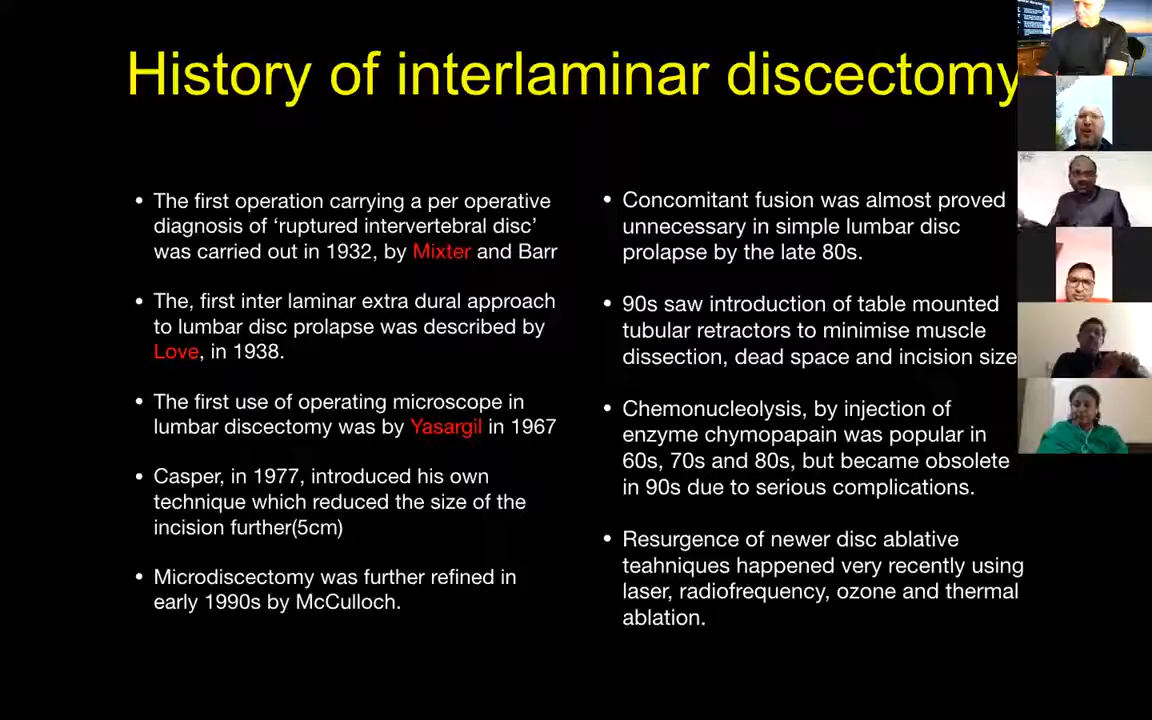 History of interlaminar discectomy
• The first operation carrying a per operative
diagnosis of ‘ruptured intervertebral disc’
was carried out in 1932, by Mixter and Barr
• The, first inter laminar extra dural approach
to lumbar disc prolapse was described by
Love, in 1938.
• The first use of operating microscope in
lumbar discectomy was by Yasargil in 1967
• Casper, in 1977, introduced his own
technique which reduced the size of the
incision further(5cm)
• Microdiscectomy was further refined in
early 1990s by McCulloch.
• Concomitant fusion was almost proved
unnecessary in simple lumbar disc
prolapse by the late 80s.
• 90s saw introduction of table mounted
tubular retractors to minimise muscle
dissection, dead space and incision size
• Chemonucleolysis, by injection of
enzyme chymopapain was popular in
60s, 70s and 80s, but became obsolete
in 90s due to serious complications.
• Resurgence of newer disc ablative
teahniques happened very recently using
laser, radiofrequency, ozone and thermal
ablation.